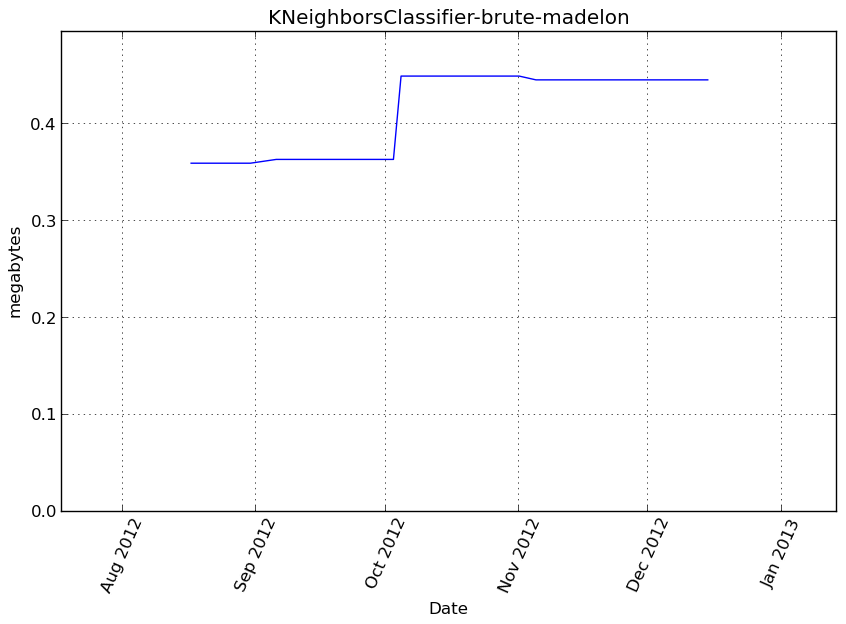 KNeighborsClassifier-brute-madelon
megabytes
0.4
0.3
0.2
0.1
0.0
Aug 2012
Sep 2012
Oct 2012
Nov 2012
Dec 2012
Jan 2013
Date